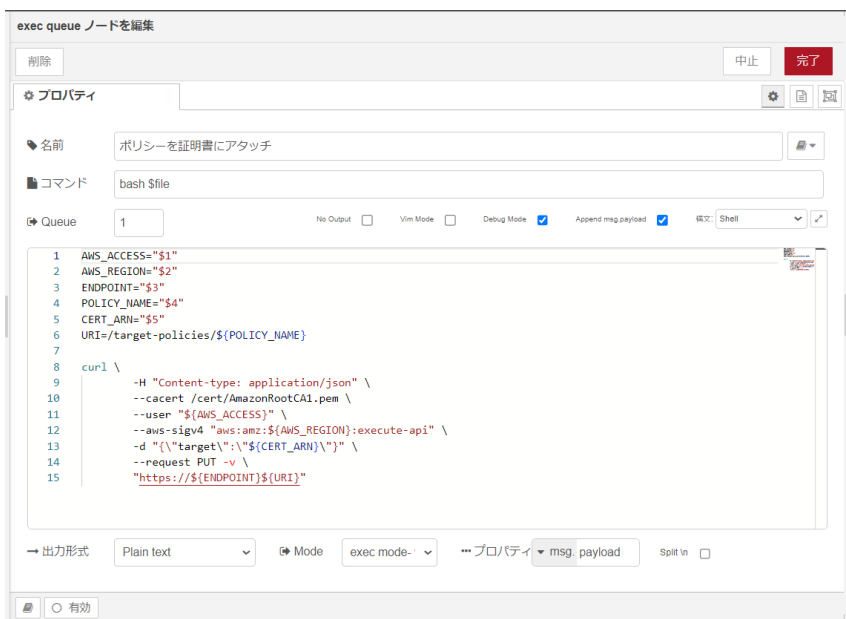 exec queue ノードを編集
削除
中止
完了
プロパティ
名前
ポリシーを証明書にアタッチ
コマンド
bash $file
Queue
1
No Output
Vim Mode
Debug Mode
Append msg.payload
構文:
Shell
1 AWS_ACCESS="$1"
2 AWS_REGION="$2"
3 ENDPOINT="$3"
4 POLICY_NAME="$4"
5 CERT_ARN="$5"
6 URI=/target-policies/${POLICY_NAME}
7
8 curl \
9 -H "Content-type: application/json" \
10 --cacert /cert/AmazonRootCA1.pem \
11 --user "${AWS_ACCESS}" \
12 --aws-sigv4 "aws:amz:${AWS_REGION}:execute-api" \
13 -d "{\"target\":\"${CERT_ARN}\"}" \
14 --request PUT -v \
15 "https://${ENDPOINT}${URI}"
出力形式
Plain text
Mode
exec mode-
プロパティ
msg. payload
Split \n
有効